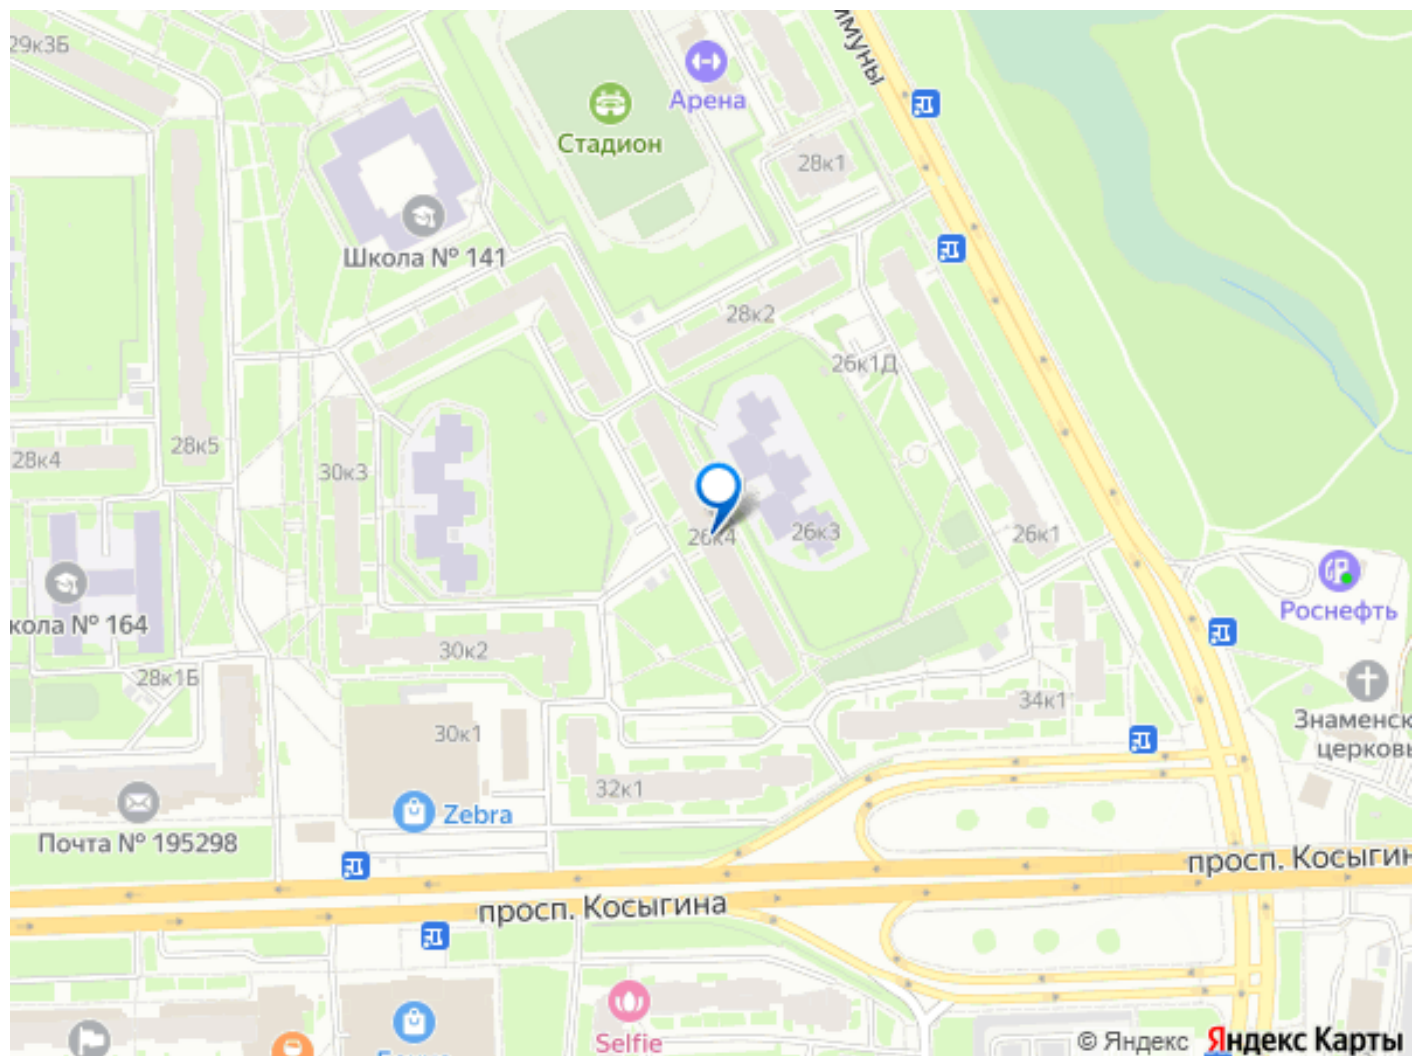 29к3Б
ммуны
Арена
Стадион
28к1
Школа № 141
28к2
26к1Д
28к5
28к4
30к3
26к4
26к3
26к1
Роснефть
кола № 164
30к2
28к1Б
34к1
Знаменск
церковь
30к1
32к1
Zebra
Почта № 195298
просп. Косыгин
просп. Косыгина
Selfie
© Яндекс Яндекс Карты